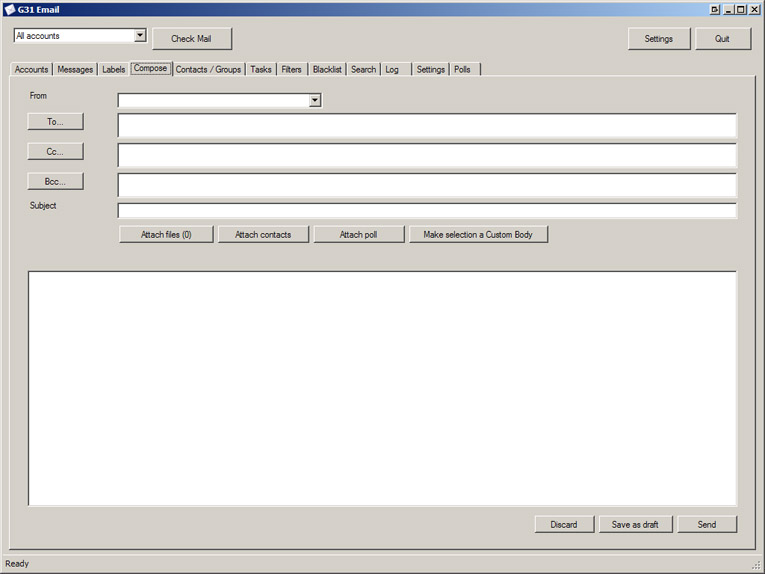 G31 Email
All accounts
Check Mail
Settings
Quit
Accounts Messages Labels Compose Contacts / Groups Tasks Filters Blacklist Search Log Settings Polls
From
To...
Cc...
Bcc...
Subject
Attach files (0) Attach contacts Attach poll Make selection a Custom Body
Discard Save as draft Send
Ready